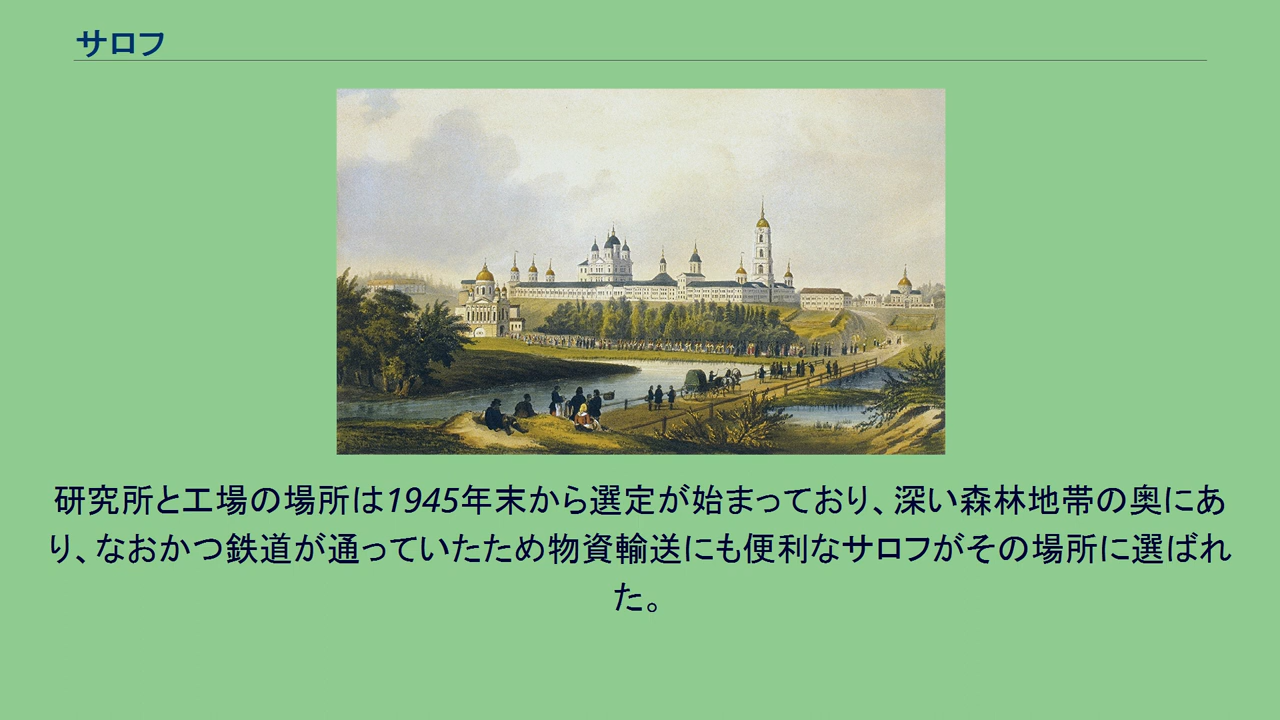 サロフ
研究所と工場の場所は1945年末から選定が始まっており、深い森林地帯の奥にあ
り、なおかつ鉄道が通っていたため物資輸送にも便利なサロフがその場所に選ばれ
た。